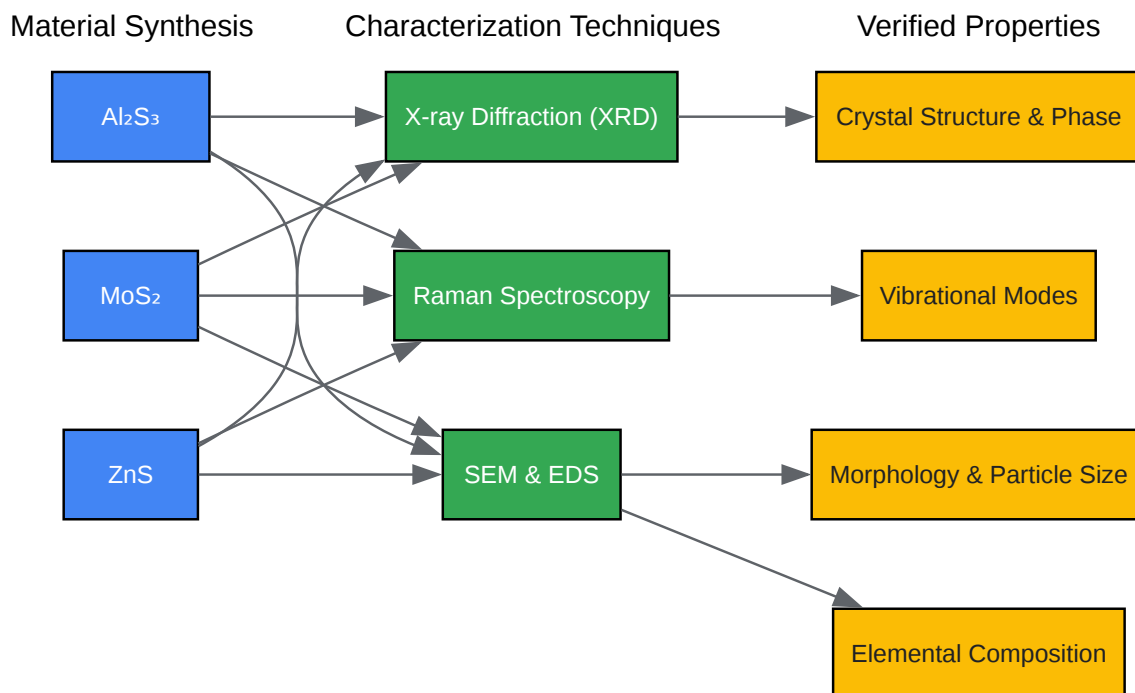 Material Synthesis
Characterization Techniques
Verified Properties
Al₂S₃
X-ray Diffraction (XRD)
Crystal Structure & Phase
MoS₂
Raman Spectroscopy
Vibrational Modes
ZnS
SEM & EDS
Morphology & Particle Size
Elemental Composition